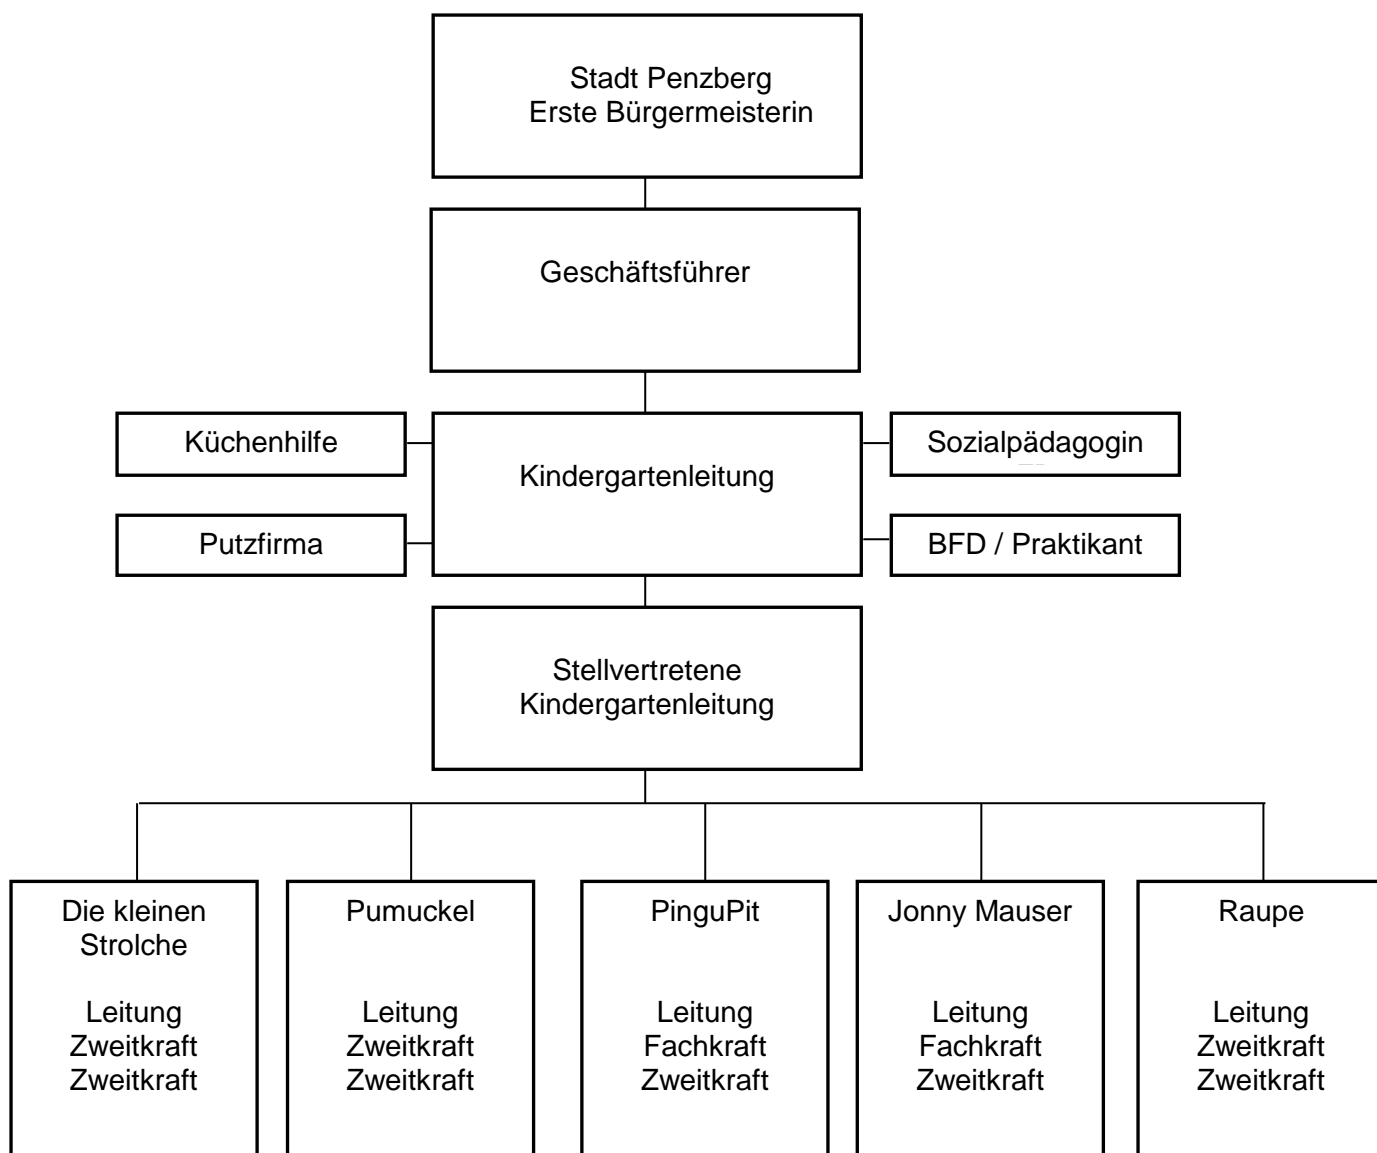 Stadt Penzberg
Erste Bürgermeisterin
Geschäftsführer
Küchenhilfe
Kindergartenleitung
Sozialpädagogin
Putzfirma
BFD / Praktikant
Stellvertretene
Kindergartenleitung
Die kleinen
Strolche
Leitung
Zweitkraft
Zweitkraft
Pumuckel
Leitung
Zweitkraft
Zweitkraft
PinguPit
Leitung
Fachkraft
Zweitkraft
Jonny Mauser
Leitung
Fachkraft
Zweitkraft
Raupe
Leitung
Zweitkraft
Zweitkraft